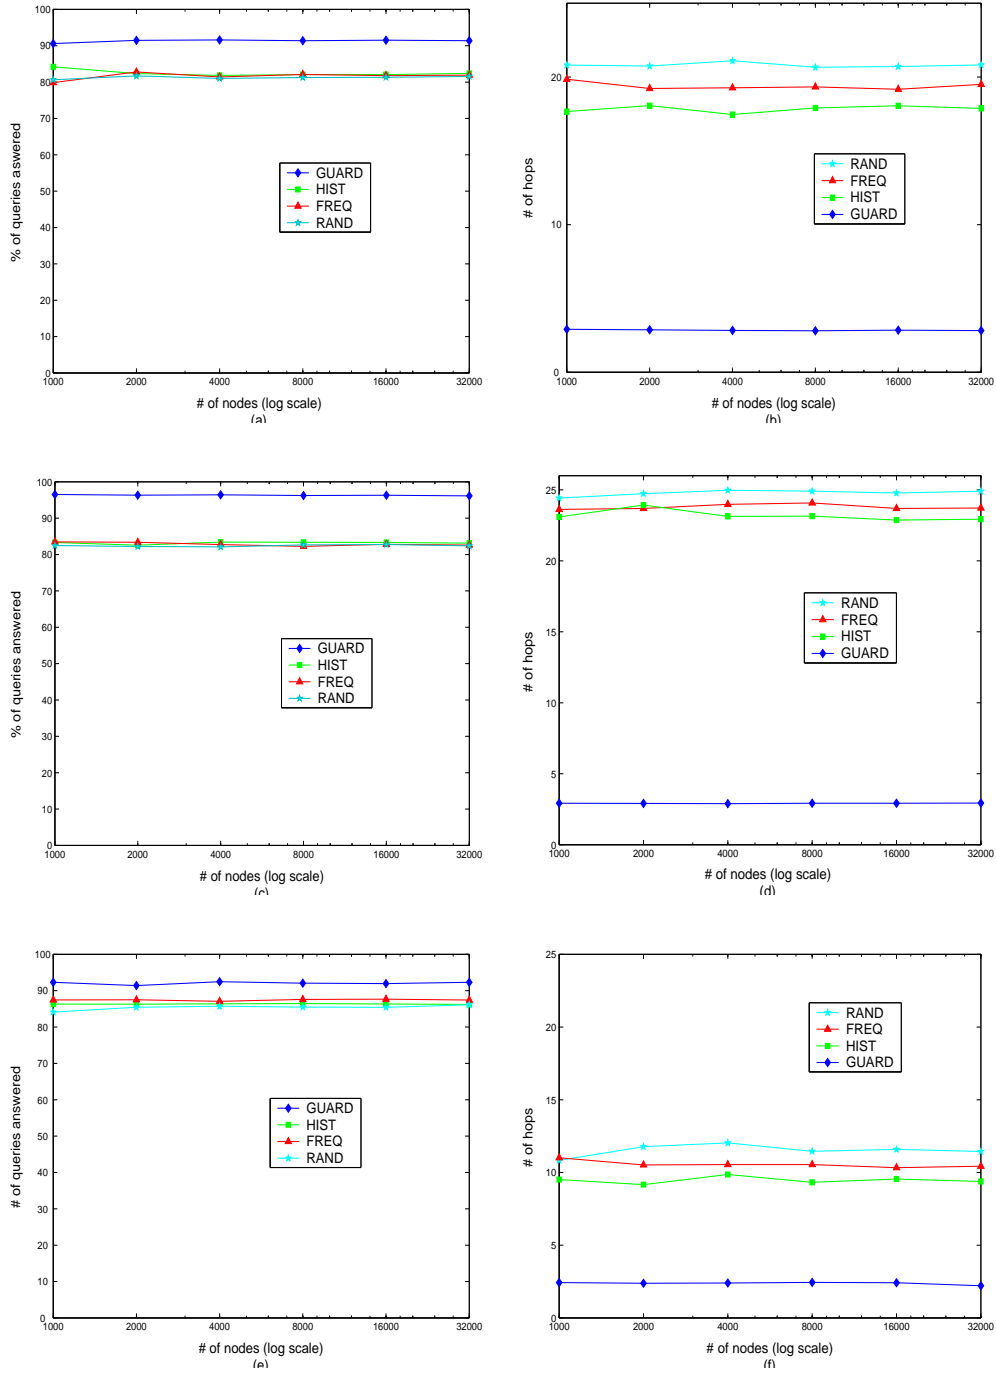 100
90
80
70
60
50
40
30
20
10
0
% of queries aswered
GUARD
HIST
FREQ
RAND
1000 2000 4000 8000 16000 32000
# of nodes (log scale)
(a)
20
10
0
# of hops
RAND
FREQ
HIST
GUARD
1000 2000 4000 8000 16000 32000
# of nodes (log scale)
(b)
100
90
80
70
60
50
40
30
20
10
0
% of queries answered
GUARD
HIST
FREQ
RAND
1000 2000 4000 8000 16000 32000
# of nodes (log scale)
(c)
25
20
15
10
5
0
# of hops
RAND
FREQ
HIST
GUARD
1000 2000 4000 8000 16000 32000
# of nodes (log scale)
(d)
100
90
80
70
60
50
40
30
20
10
0
# of queries answered
GUARD
HIST
FREQ
RAND
1000 2000 4000 8000 16000 32000
# of nodes (log scale)
(e)
25
20
15
10
5
0
# of hops
RAND
FREQ
HIST
GUARD
1000 2000 4000 8000 16000 32000
# of nodes (log scale)
(f)